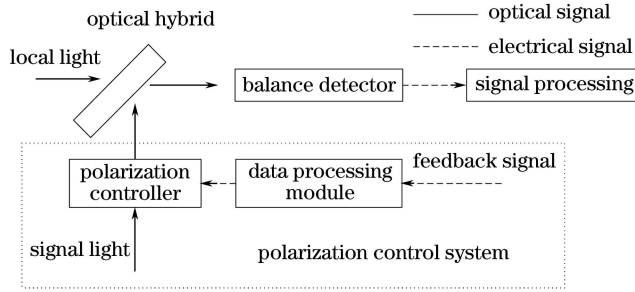 optical hybrid
optical signal
local light
electrical signal
balance detector
signal processing
polarization
controller
data processing
module
feedback signal
signal light
polarization control system